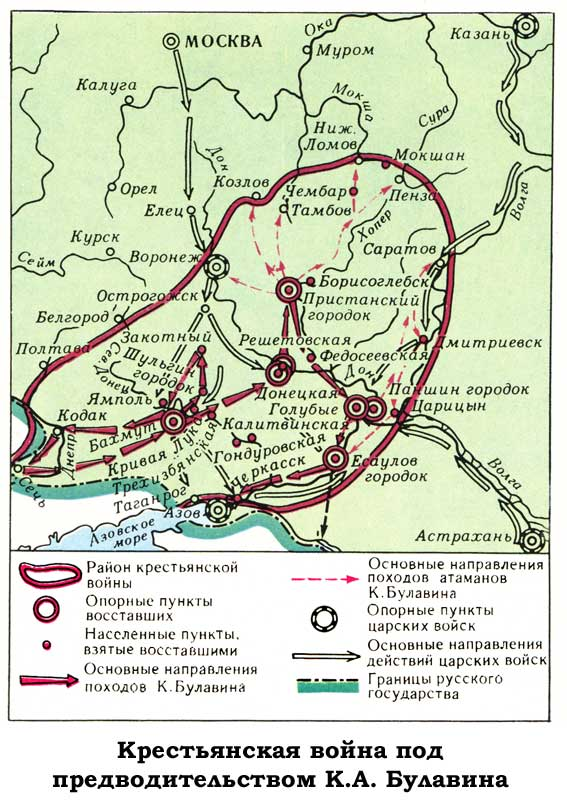 МОСКВА
Ока
Муром
Казань
Калуга
Мокша
Сура
Ниж.
Ломов
Мокшан
Дон
Козлов
Чембар
Тамбов
Пенза
Орел
Елец
Хопер
Волга
Курск
Сейм
Воронеж
Саратов
Борисоглебск
Пристанский
городок
Острогожск
Белгород
Закотный
Решетовская
Федосеевская
Дмитриевск
Полтава
Шульгин
городок
Сев. Донец
Дон
Ямполь
Донецкая
Паншин городок
Кодак
Голубые
Царицын
Бахмут
Кривая Лука
Калитвинская
Днепр
Трехизбянская
Гондуровская
Сечь
Черкасск
Есаулов
городок
Волга
Таганрог
Азов
Азовское
море
Астрахань
Район крестьянской
войны
Опорные пункты
восставших
Населенные пункты,
взятые восставшими
Основные направления
походов К.Булавина
Основные направления
походов атаманов
К.Булавина
Опорные пункты
царских войск
Основные направления
действий царских войск
Границы русского
государства
Крестьянская война под
предводительством К.А. Булавина